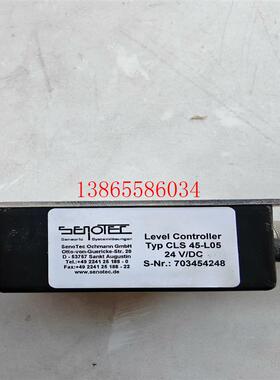 13865586034
SENOTEC
Sensorik Systemlösungen
SenoTec Ochmann GmbH
Otto-von-Guericke-Str. 20
D - 53757 Sankt Augustin
Tel.:+49 2241 25 185 - 0
Fax:+49 2241 25 185 - 22
www.senotec.de
Level Controller
Typ CLS 45-L05
24 V/DC
S-Nr.: 703454248